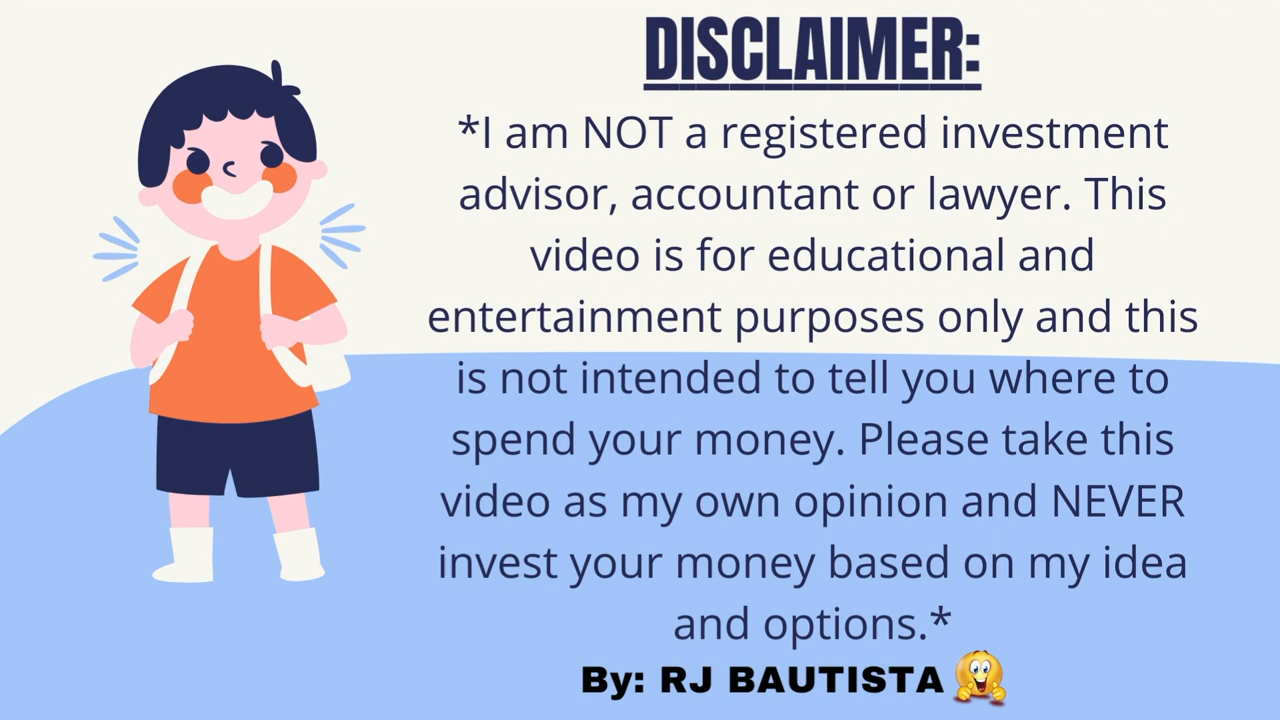 DISCLAIMER:
*I am NOT a registered investment
advisor, accountant or lawyer. This
video is for educational and
entertainment purposes only and this
is not intended to tell you where to
spend your money. Please take this
video as my own opinion and NEVER
invest your money based on my idea
and options.*
By: RJ BAUTISTA